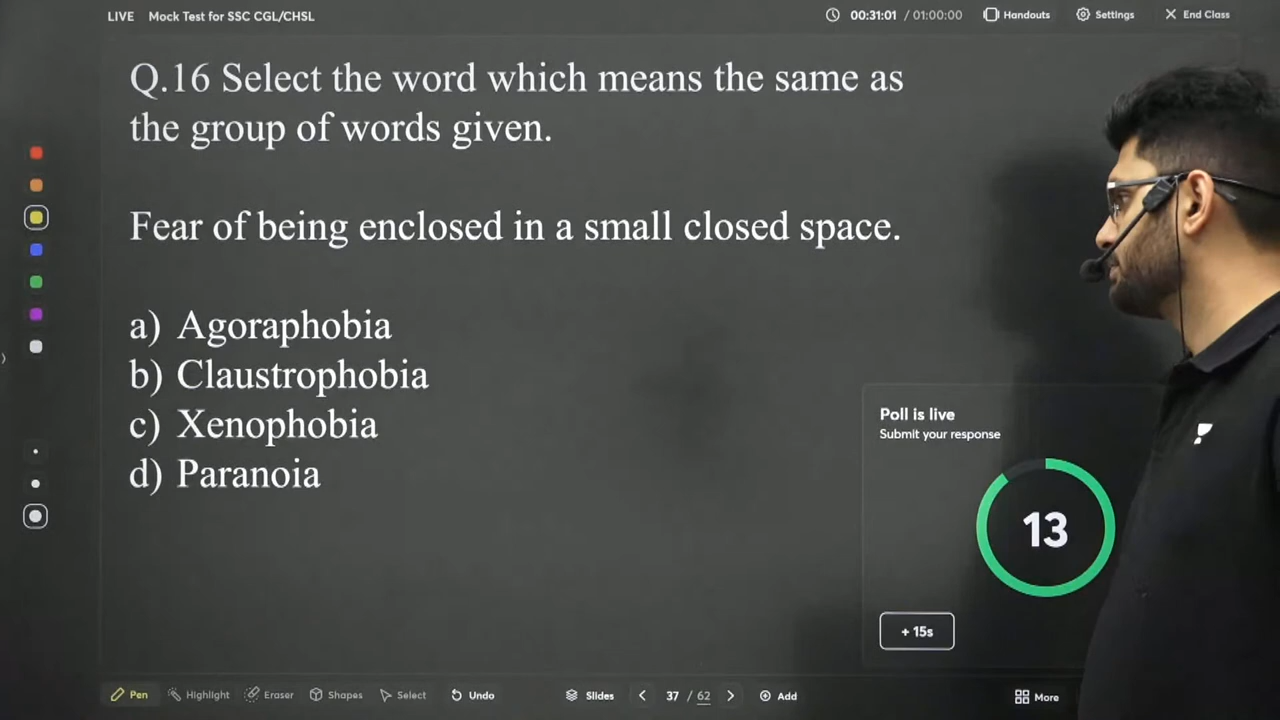 LIVE Mock Test for SSC CGL/CHSL
00:31:01 / 01:00:00 Handouts Settings End Class
Q.16 Select the word which means the same as
the group of words given.
Fear of being enclosed in a small closed space.
a) Agoraphobia
b) Claustrophobia
c) Xenophobia
d) Paranoia
Poll is live
Submit your response
13
+ 15s
Pen Highlight Eraser Shapes Select Undo Slides 37 / 62 Add More